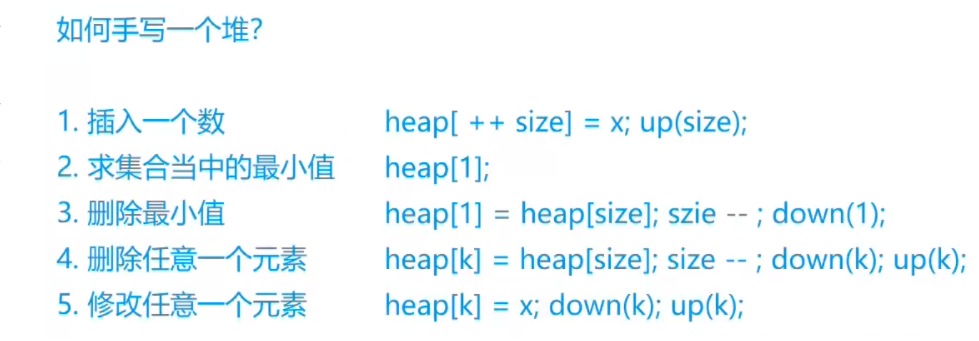 如何手写一个堆?
1. 插入一个数 heap[ ++ size] = x; up(size);
2. 求集合当中的最小值 heap[1];
3. 删除最小值 heap[1] = heap[size]; szie -- ; down(1);
4. 删除任意一个元素 heap[k] = heap[size]; size -- ; down(k); up(k);
5. 修改任意一个元素 heap[k] = x; down(k); up(k);